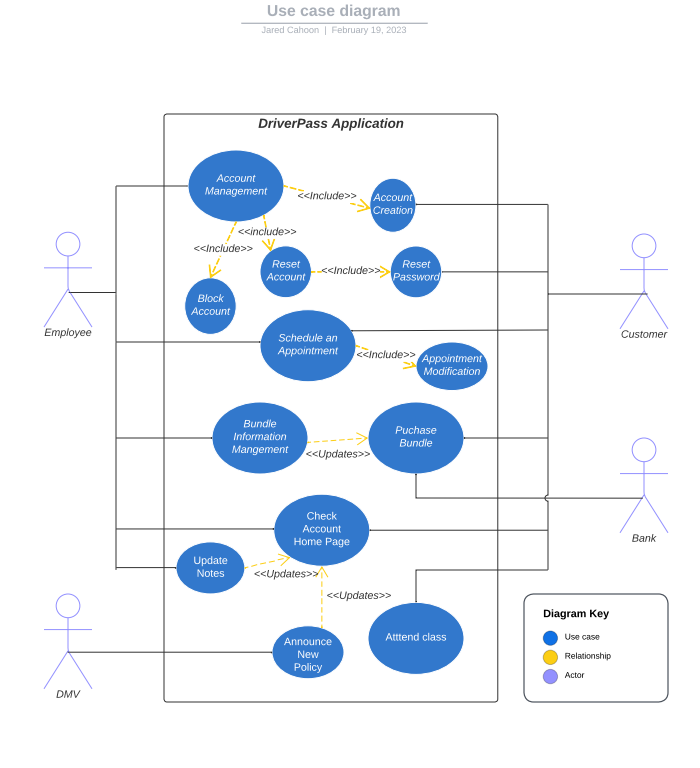 Use case diagram
Jared Cahoon | February 19, 2023
DriverPass Application
Account
Management
<<Include>>
Account
Creation
<<include>>
<<Include>>
Reset
Account
<<Include>>
Reset
Password
Block
Account
Employee
Customer
Schedule an
Appointment
<<Include>>
Appointment
Modification
Bundle
Information
Mangement
<<Updates>>
Puchase
Bundle
Check
Account
Home Page
Bank
Update
Notes
<<Updates>>
<<Updates>>
Announce
New
Policy
Atttend class
DMV
Diagram Key
Use case
Relationship
Actor